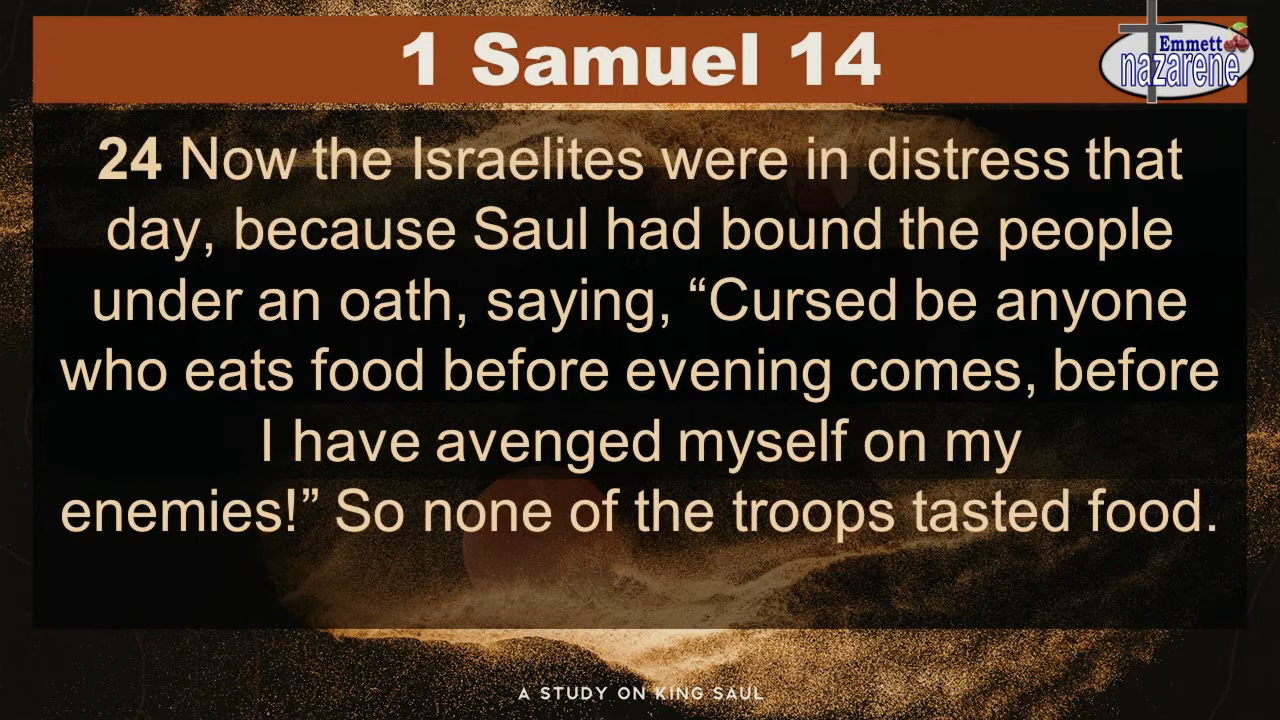 1 Samuel 14
Emmett
nazarene
24 Now the Israelites were in distress that
day, because Saul had bound the people
under an oath, saying, “Cursed be anyone
who eats food before evening comes, before
I have avenged myself on my
enemies!” So none of the troops tasted food.
A STUDY ON KING SAUL